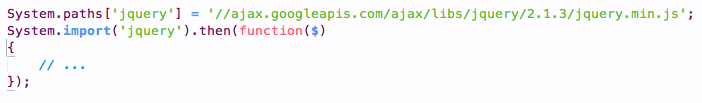 System.paths['jquery'] = '//ajax.googleapis.com/ajax/libs/jquery/2.1.3/jquery.min.js';
System.import('jquery').then(function($)
{
    // ...
});